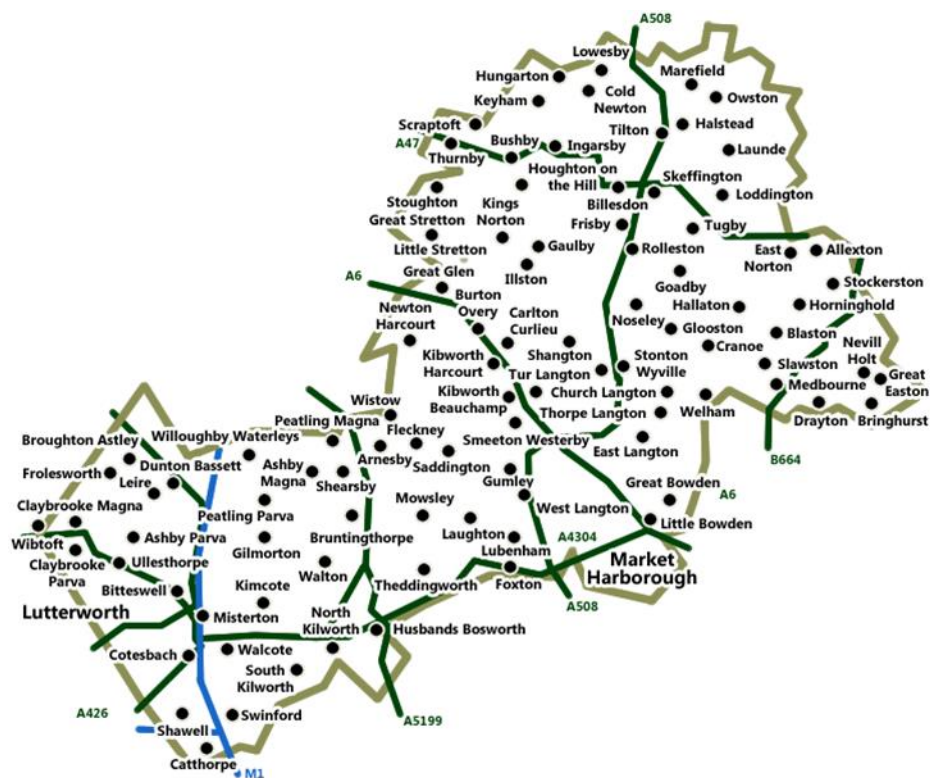 A508
Lowesby
Marefield
Hungarton
Cold
Newton
Keyham
Owston
Scraptoft
Tilton
Halstead
A47
Bushby
Ingarsby
Thurnby
Launde
Houghton on
the Hill
Skeffington
Stoughton
Kings
Norton
Billesdon
Loddington
Great Stretton
Frisby
Tugby
Little Stretton
Gaulby
Rolleston
East
Norton
Allexton
Great Glen
Illston
A6
Goadby
Stockerston
Burton
Overy
Newton
Harcourt
Carlton
Curlieu
Noseley
Hallaton
Horninghold
Glooston
Blaston
Kibworth
Harcourt
Shangton
Stonton
Wyville
Cranoe
Nevill
Holt
Tur Langton
Slawston
Great
Easton
Kibworth
Beauchamp
Church Langton
Medbourne
Wistow
Thorpe Langton
Welham
Drayton
Bringhurst
Peatling Magna
Fleckney
Broughton Astley
Willoughby Waterleys
Smeeton Westerby
Arnesby
Saddington
East Langton
B664
Frolesworth
Dunton Bassett
Leire
Ashby
Magna
Shearsby
Gumley
Great Bowden
Claybrooke Magna
Mowsley
A6
Peatling Parva
West Langton
Little Bowden
Wibtoft
Ashby Parva
Bruntingthorpe
Laughton
A4304
Claybrooke
Parva
Gilmorton
Lubenham
Market
Harborough
Ullesthorpe
Walton
Foxton
Bitteswell
Kimcote
Theddingworth
A508
Lutterworth
Misterton
North
Kilworth
Husbands Bosworth
Cotesbach
Walcote
South
Kilworth
A426
Swinford
A5199
Shawell
Catthorpe
M1